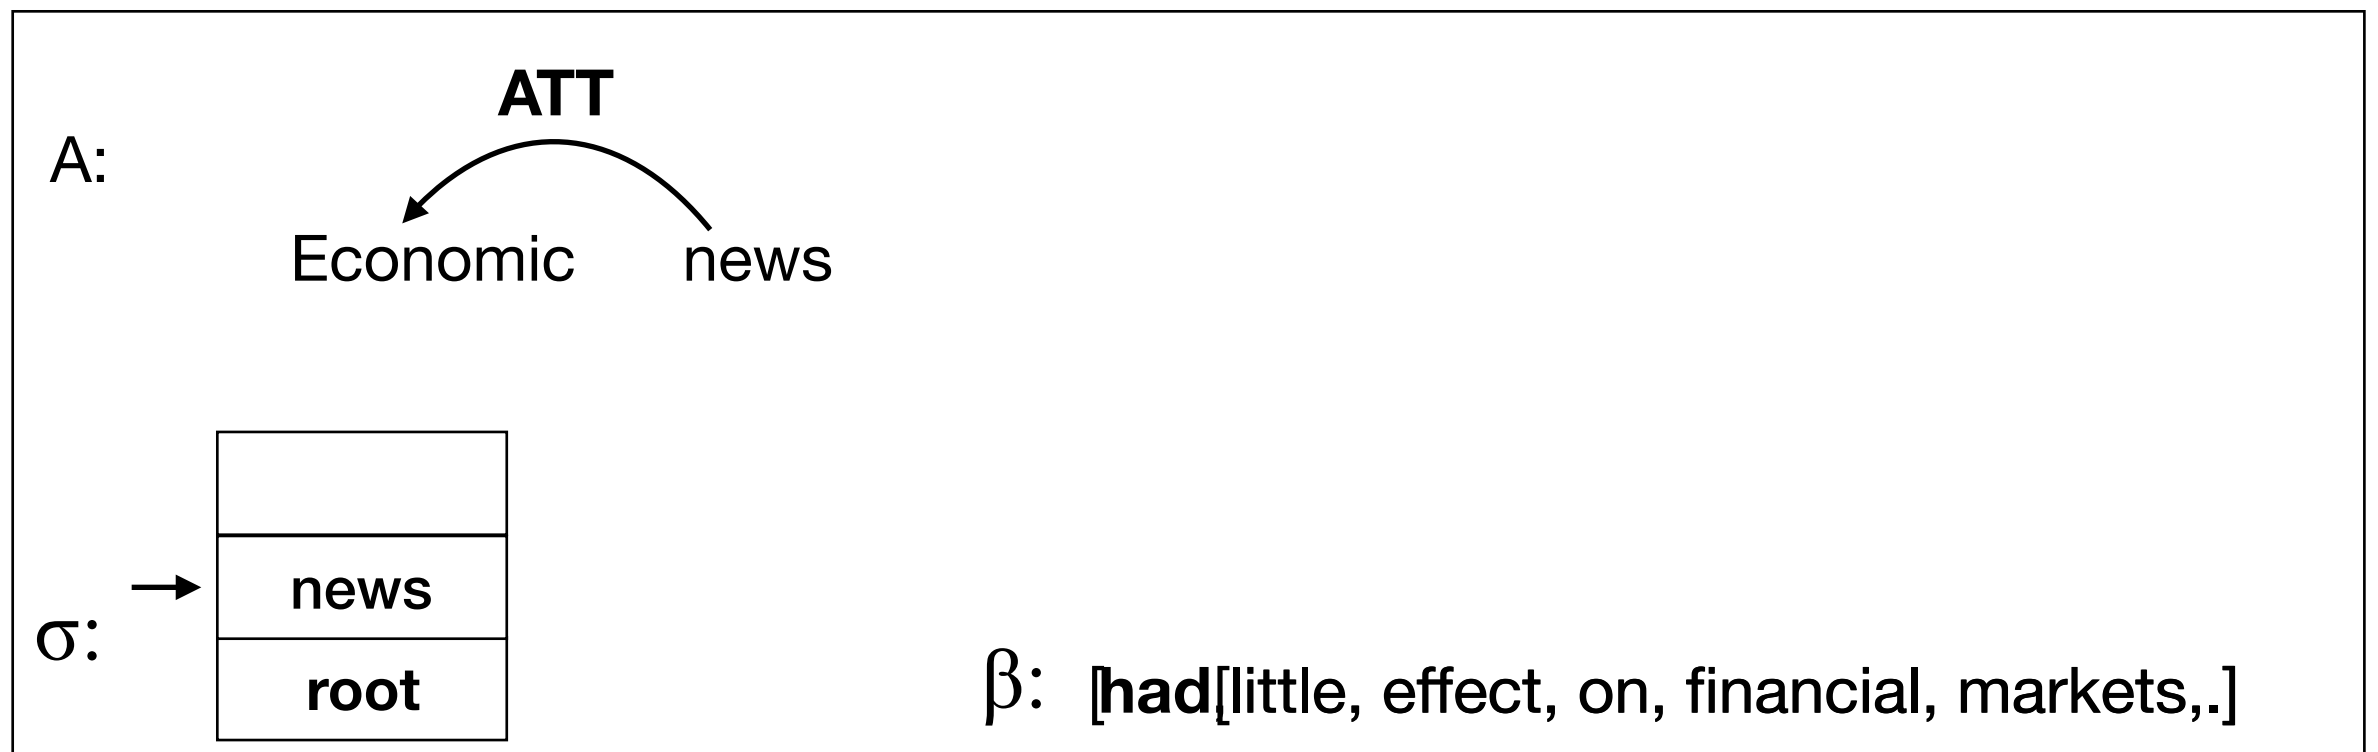 ATT
A:
Economic news
news
σ:
root
β: [had,[little, effect, on, financial, markets,.]